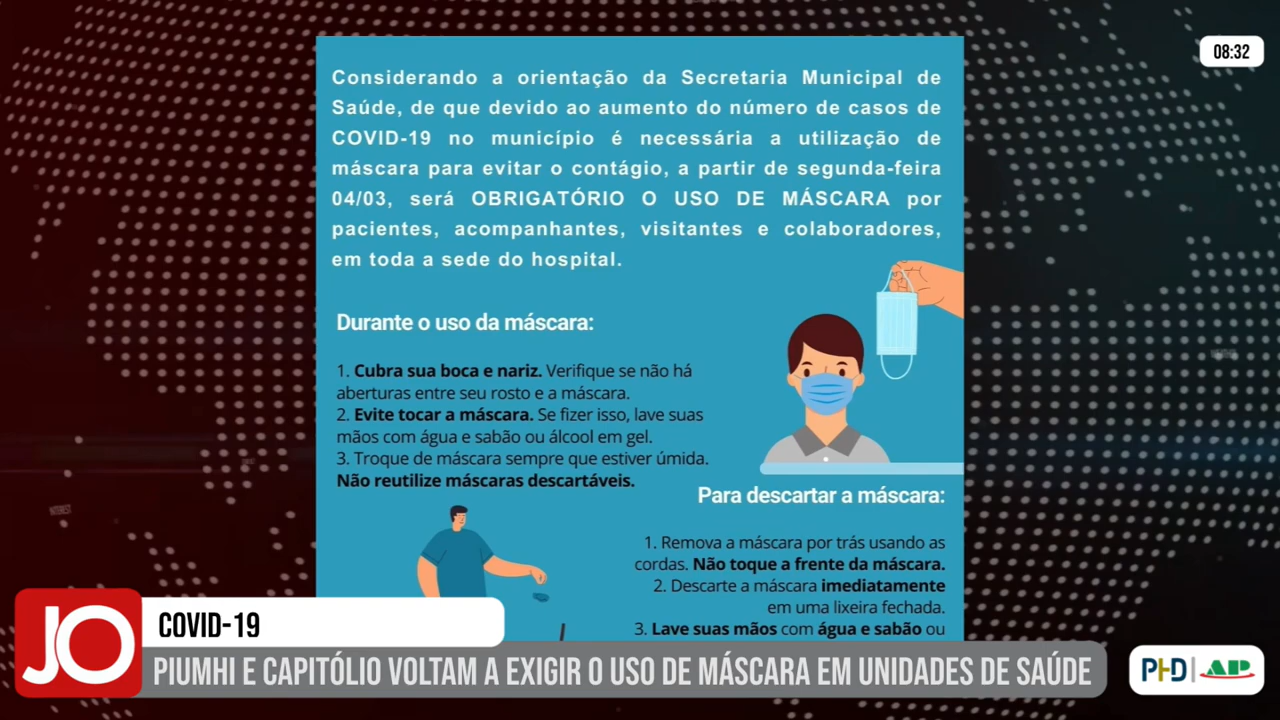 08:32
Considerando a orientação da Secretaria Municipal de
Saúde, de que devido ao aumento do número de casos de
COVID-19 no município é necessária a utilização de
máscara para evitar o contágio, a partir de segunda-feira
04/03, será OBRIGATÓRIO O USO DE MÁSCARA por
pacientes, acompanhantes, visitantes e colaboradores,
em toda a sede do hospital.
Durante o uso da máscara:
1. Cubra sua boca e nariz. Verifique se não há
aberturas entre seu rosto e a máscara.
2. Evite tocar a máscara. Se fizer isso, lave suas
mãos com água e sabão ou álcool em gel.
3. Troque de máscara sempre que estiver úmida.
Não reutilize máscaras descartáveis.
Para descartar a máscara:
1. Remova a máscara por trás usando as
cordas. Não toque a frente da máscara.
2. Descarte a máscara imediatamente
em uma lixeira fechada.
3. Lave suas mãos com água e sabão ou
JO
COVID-19
PIUMHI E CAPITÓLIO VOLTAM A EXIGIR O USO DE MÁSCARA EM UNIDADES DE SAÚDE
PHD | AP